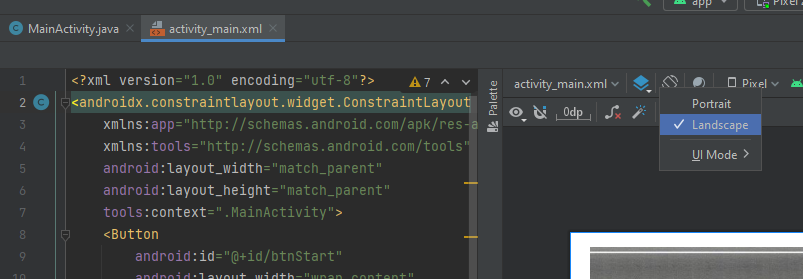 app
Pixel 2
MainActivity.java
activity_main.xml
1 <?xml version="1.0" encoding="utf-8"?>
7
2 <androidx.constraintlayout.widget.ConstraintLayout
3 xmlns:app="http://schemas.android.com/apk/res-a
4 xmlns:tools="http://schemas.android.com/tools"
5 android:layout_width="match_parent"
6 android:layout_height="match_parent"
7 tools:context=".MainActivity">
8 <Button
9 android:id="@+id/btnStart"
10 android:layout_width="wrap_content"
Palette
activity_main.xml
Pixel
0dp
Portrait
Landscape
UI Mode